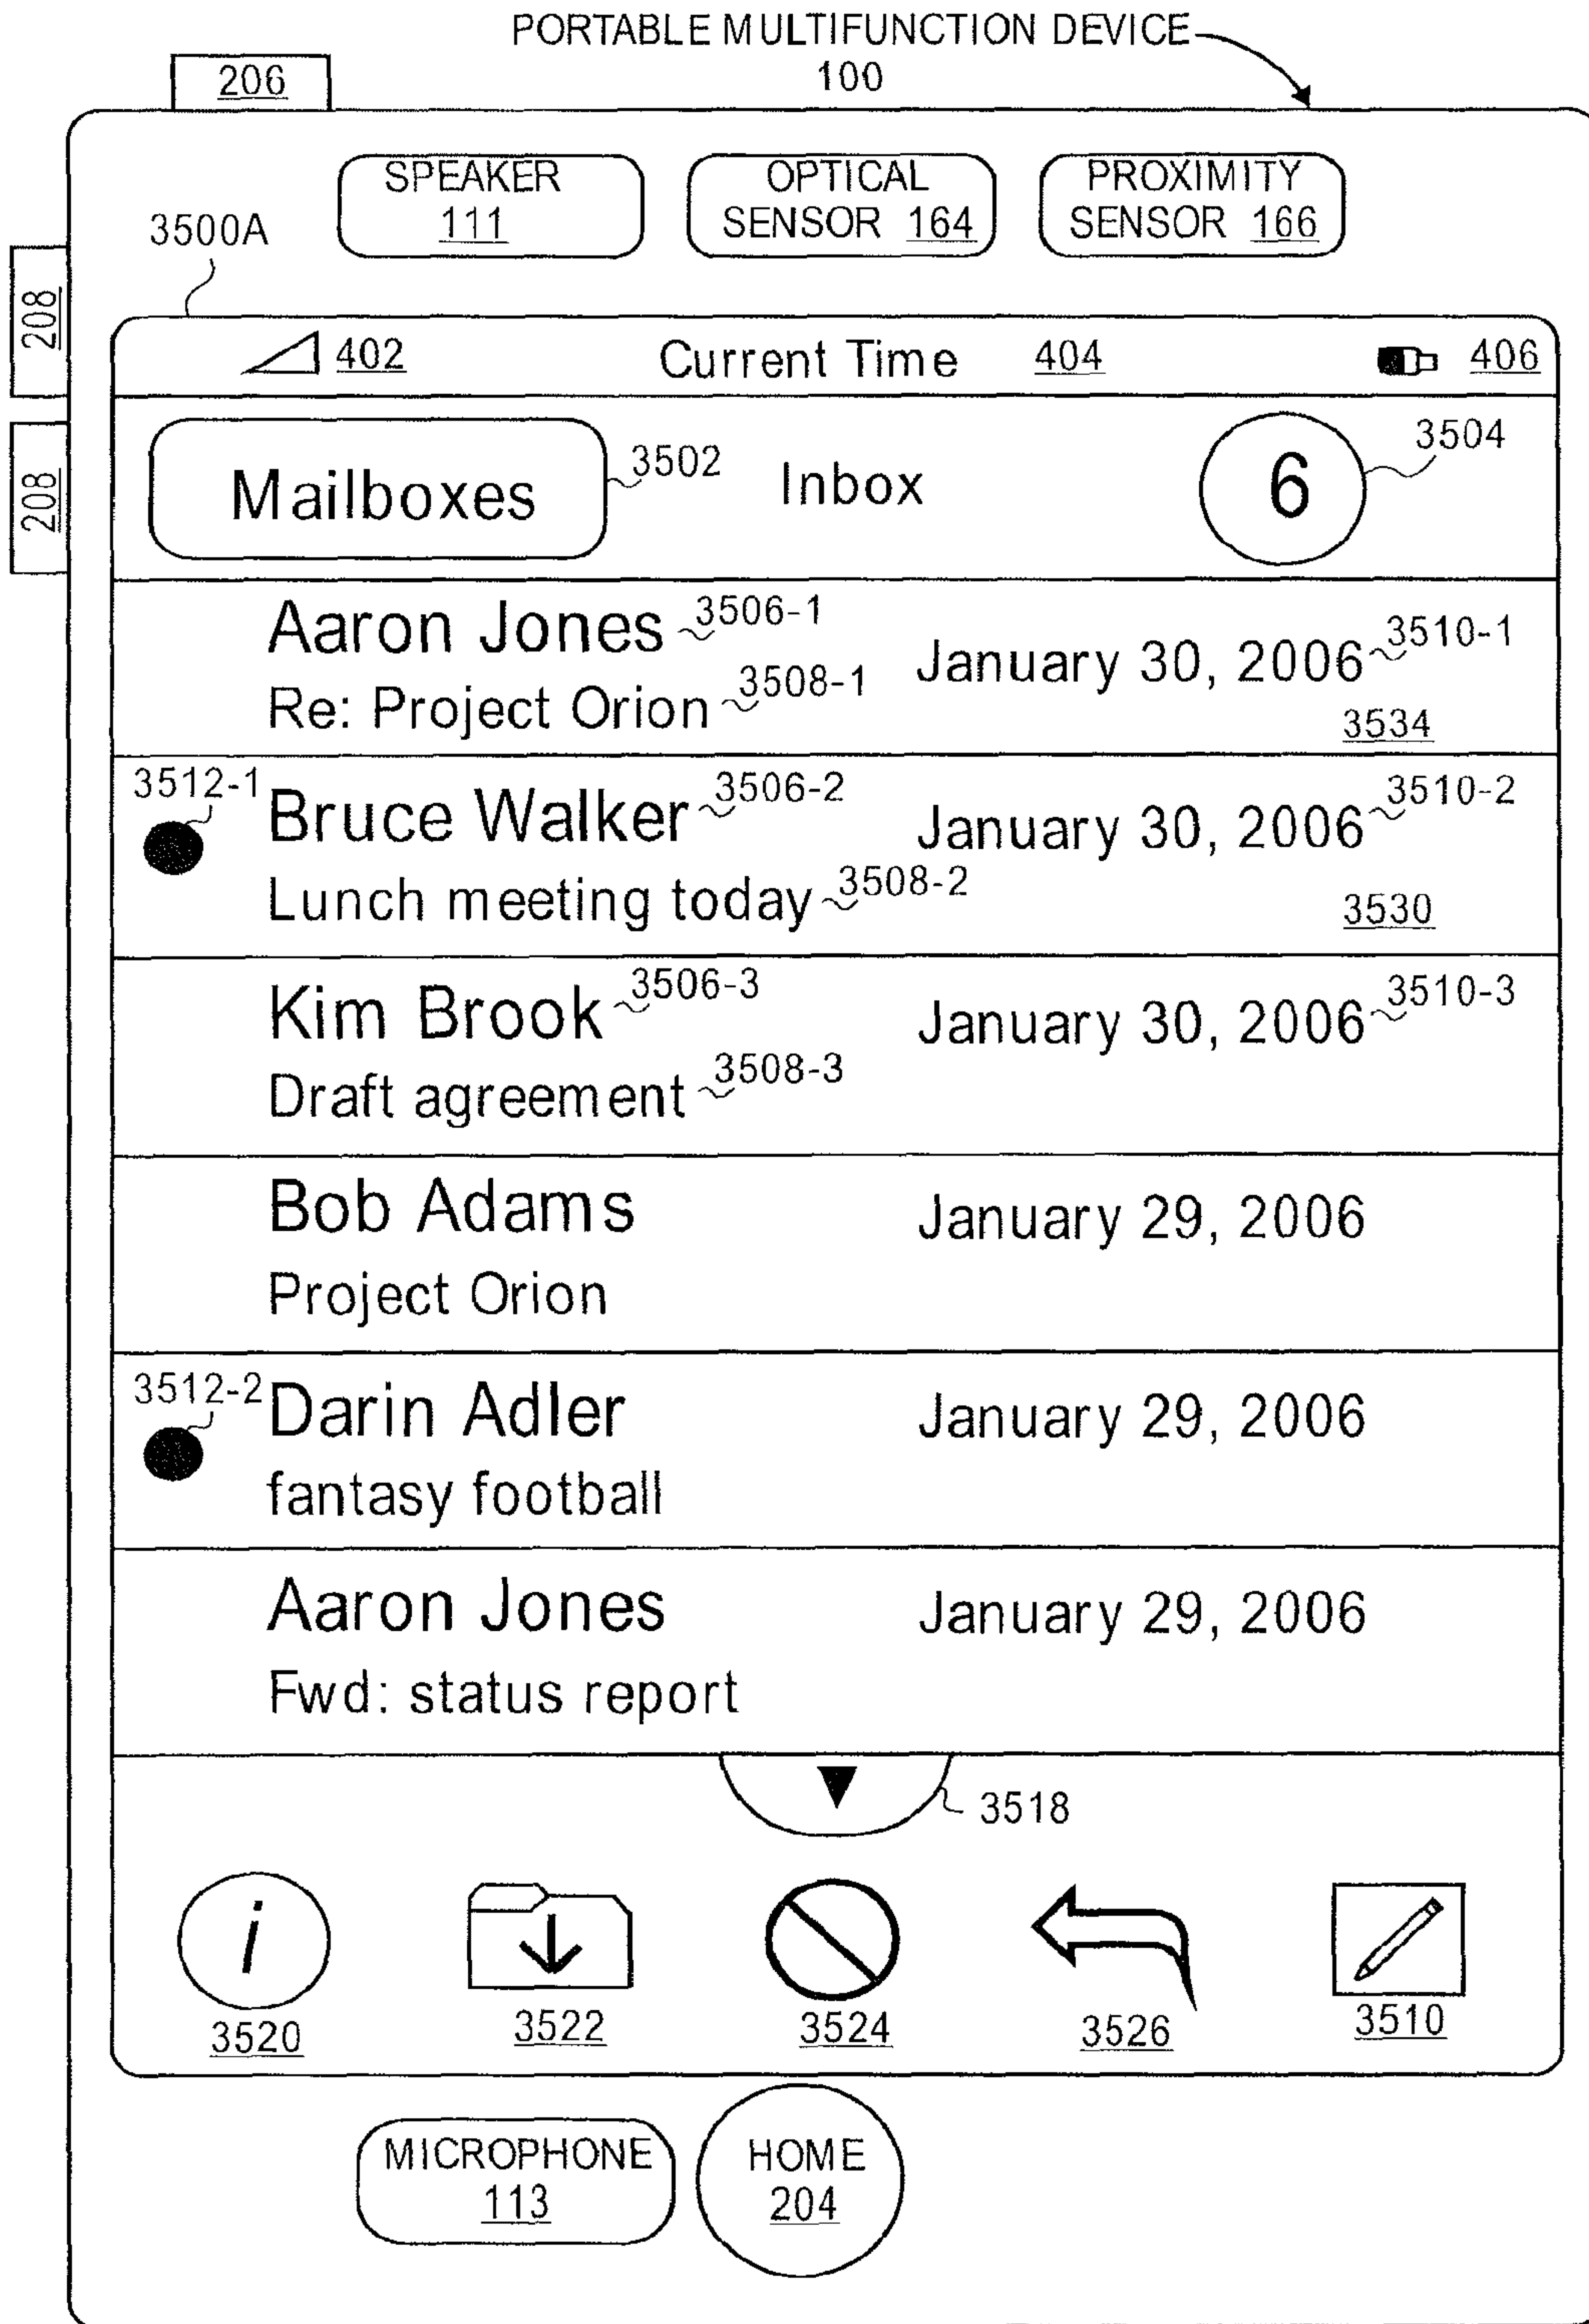 PORTABLE MULTIFUNCTION DEVICE
100
206
SPEAKER
111
OPTICAL
SENSOR 164
PROXIMITY
SENSOR 166
3500A
208
208
402 Current Time 404 406
Mailboxes 3502 Inbox 6 3504
Aaron Jones 3506-1
January 30, 2006 3510-1
Re: Project Orion 3508-1
3534
3512-1
Bruce Walker 3506-2
January 30, 2006 3510-2
Lunch meeting today 3508-2
3530
Kim Brook 3506-3
January 30, 2006 3510-3
Draft agreement 3508-3
Bob Adams January 29, 2006
Project Orion
3512-2
Darin Adler January 29, 2006
fantasy football
Aaron Jones January 29, 2006
Fwd: status report
3518
i
3520 3522 3524 3526 3510
MICROPHONE
113
HOME
204